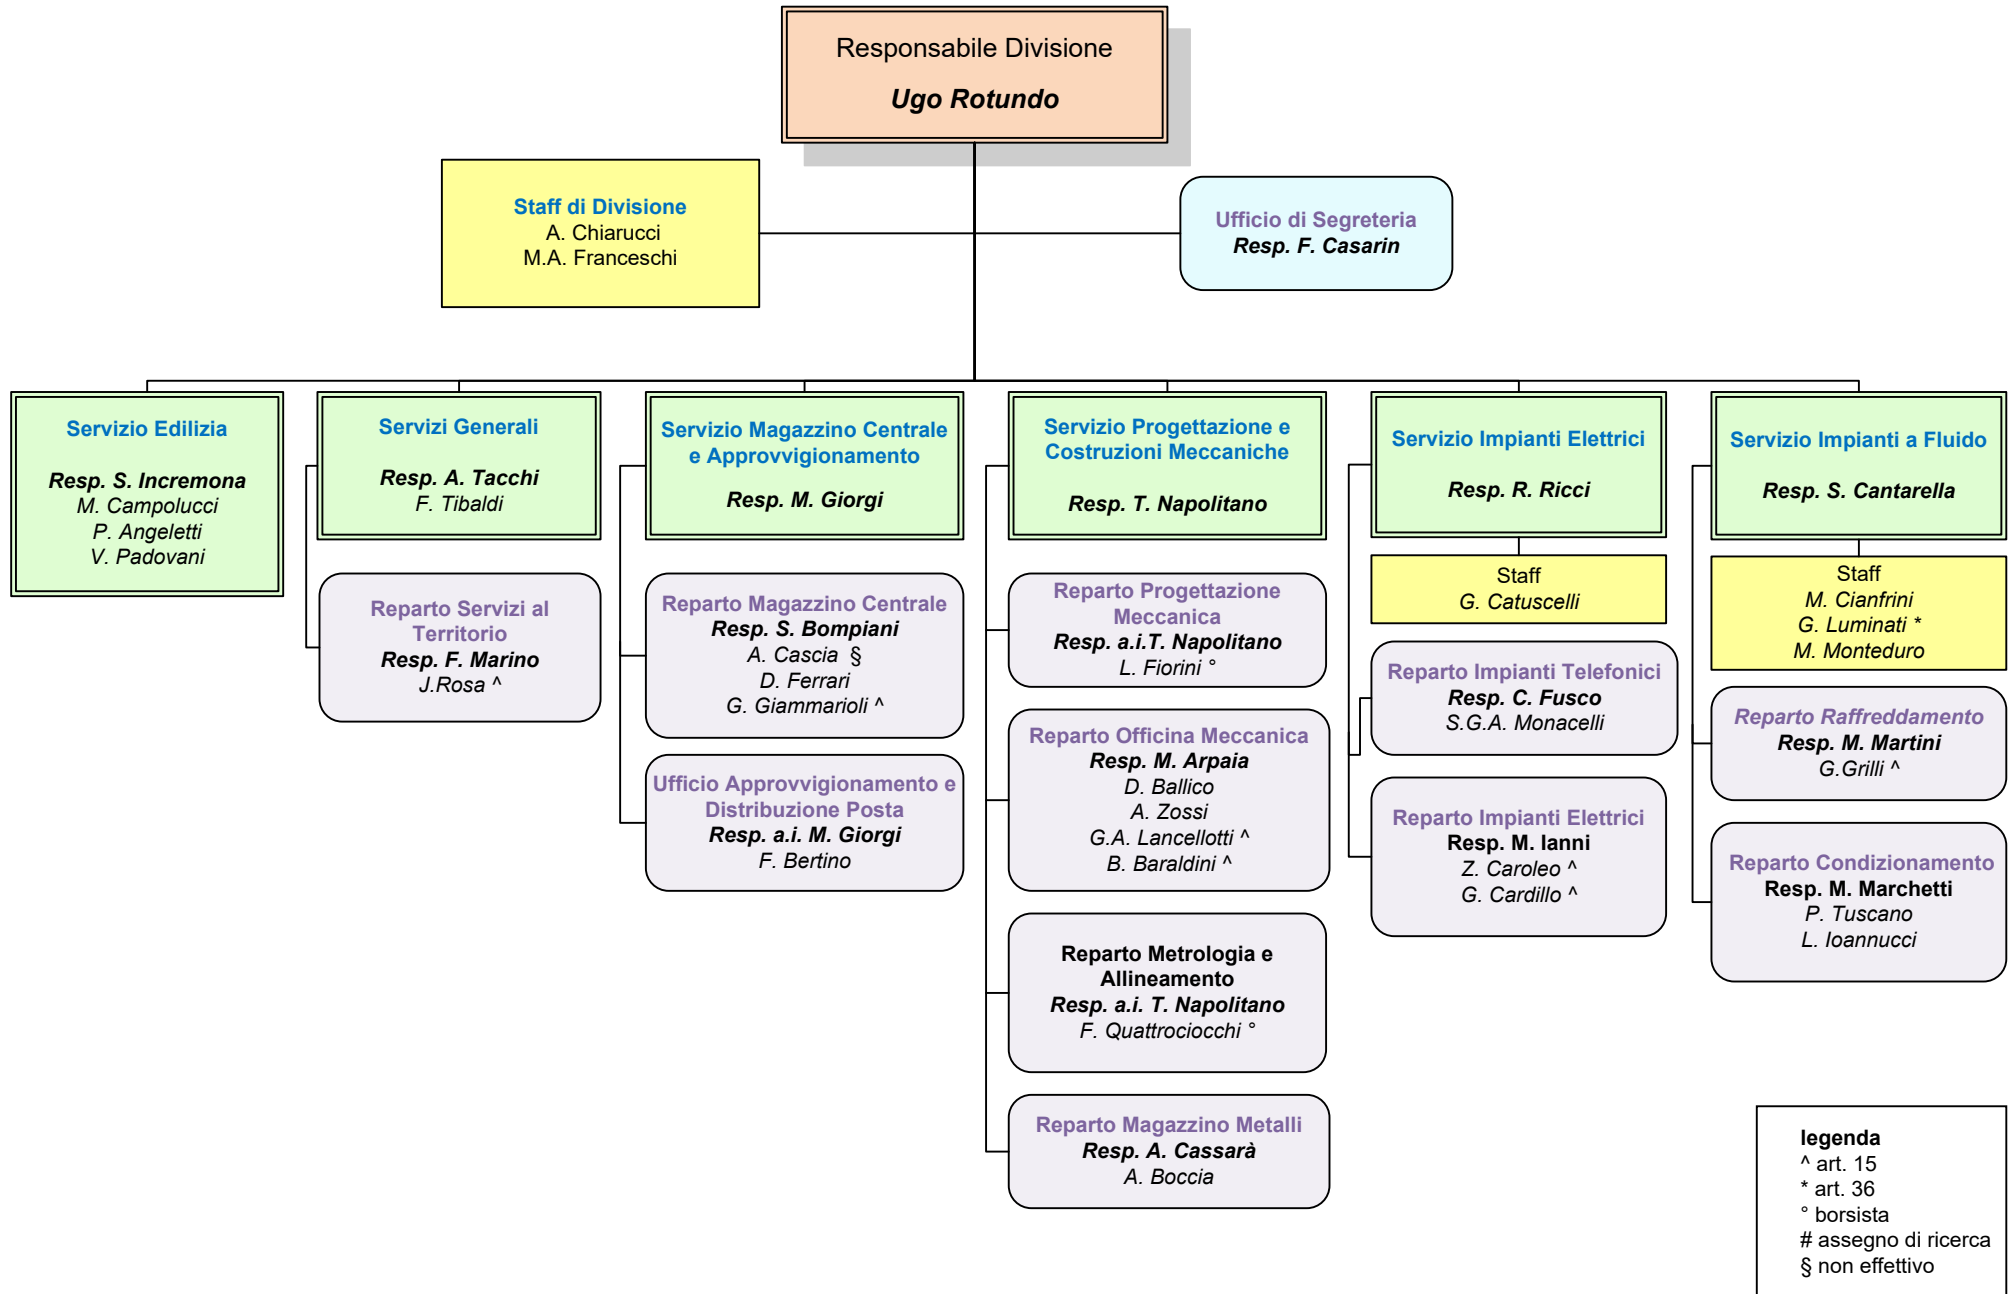 Responsabile Divisione
Ugo Rotundo
Staff di Divisione
A. Chiarucci
M.A. Franceschi
Ufficio di Segreteria
Resp. F. Casarin
Servizio Edilizia
Resp. S. Incremona
M. Campolucci
P. Angeletti
V. Padovani
Servizi Generali
Resp. A. Tacchi
F. Tibaldi
Reparto Servizi al
Territorio
Resp. F. Marino
J.Rosa ^
Servizio Magazzino Centrale
e Approvvigionamento
Resp. M. Giorgi
Reparto Magazzino Centrale
Resp. S. Bompiani
A. Cascia §
D. Ferrari
G. Giammarioli ^
Ufficio Approvvigionamento e
Distribuzione Posta
Resp. a.i. M. Giorgi
F. Bertino
Servizio Progettazione e
Costruzioni Meccaniche
Resp. T. Napolitano
Reparto Progettazione
Meccanica
Resp. a.i.T. Napolitano
L. Fiorini °
Reparto Officina Meccanica
Resp. M. Arpaia
D. Ballico
A. Zossi
G.A. Lancellotti ^
B. Baraldini ^
Reparto Metrologia e
Allineamento
Resp. a.i. T. Napolitano
F. Quattrociocchi °
Reparto Magazzino Metalli
Resp. A. Cassarà
A. Boccia
Servizio Impianti Elettrici
Resp. R. Ricci
Staff
G. Catuscelli
Reparto Impianti Telefonici
Resp. C. Fusco
S.G.A. Monacelli
Reparto Impianti Elettrici
Resp. M. Ianni
Z. Caroleo ^
G. Cardillo ^
Servizio Impianti a Fluido
Resp. S. Cantarella
Staff
M. Cianfrini
G. Luminati *
M. Monteduro
Reparto Raffreddamento
Resp. M. Martini
G.Grilli ^
Reparto Condizionamento
Resp. M. Marchetti
P. Tuscano
L. Ioannucci
legenda
^ art. 15
* art. 36
° borsista
# assegno di ricerca
§ non effettivo